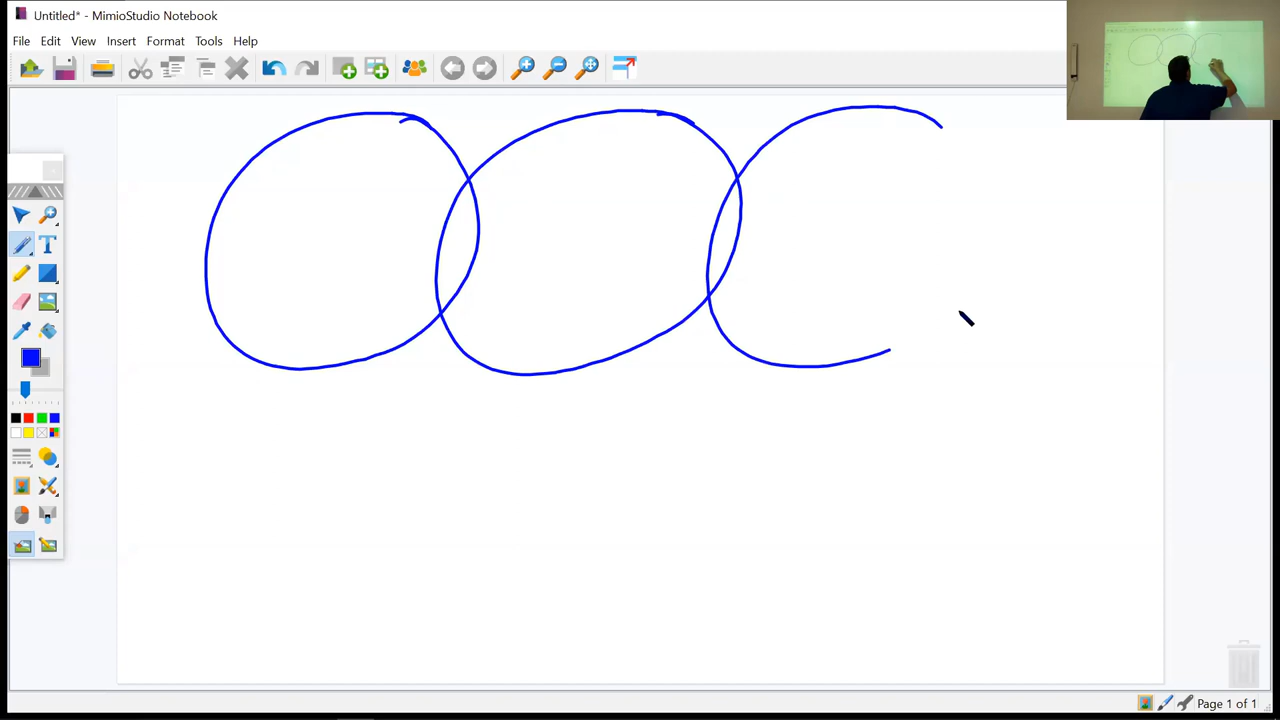 Untitled* - MimioStudio Notebook
File Edit View Insert Format Tools Help
T
Page 1 of 1